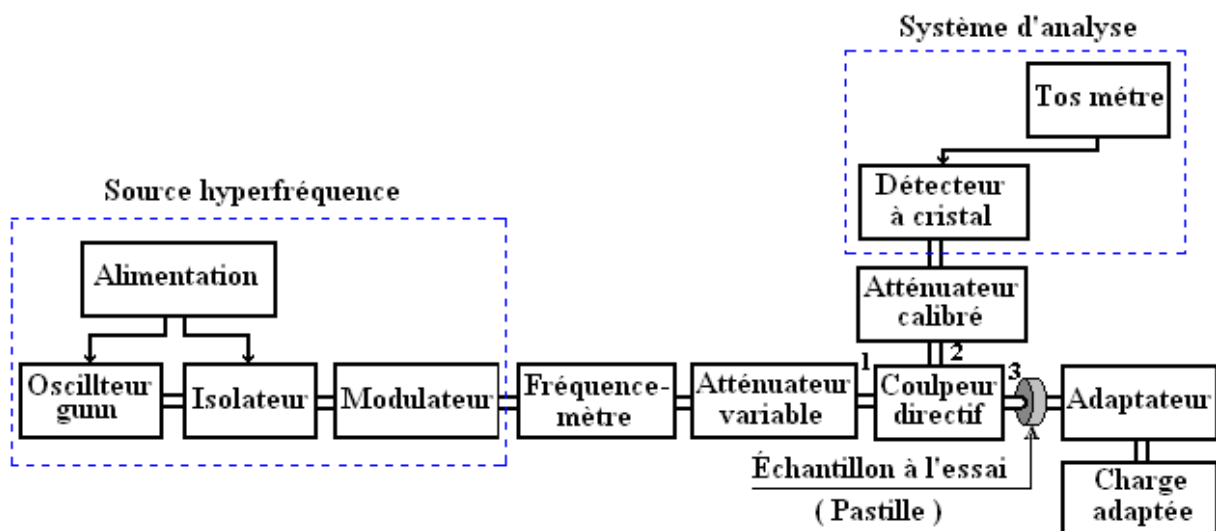 Système d'analyse
Tos métre
Détecteur
à cristal
Source hyperfréquence
Alimentation
Atténuateur
calibré
Oscillteur
gunn
Isolateur
Modulateur
Fréquence-
mètre
Atténuateur
variable
1
2
3
Coulpeur
directif
Adaptateur
Échantillon à l'essai
( Pastille )
Charge
adaptée